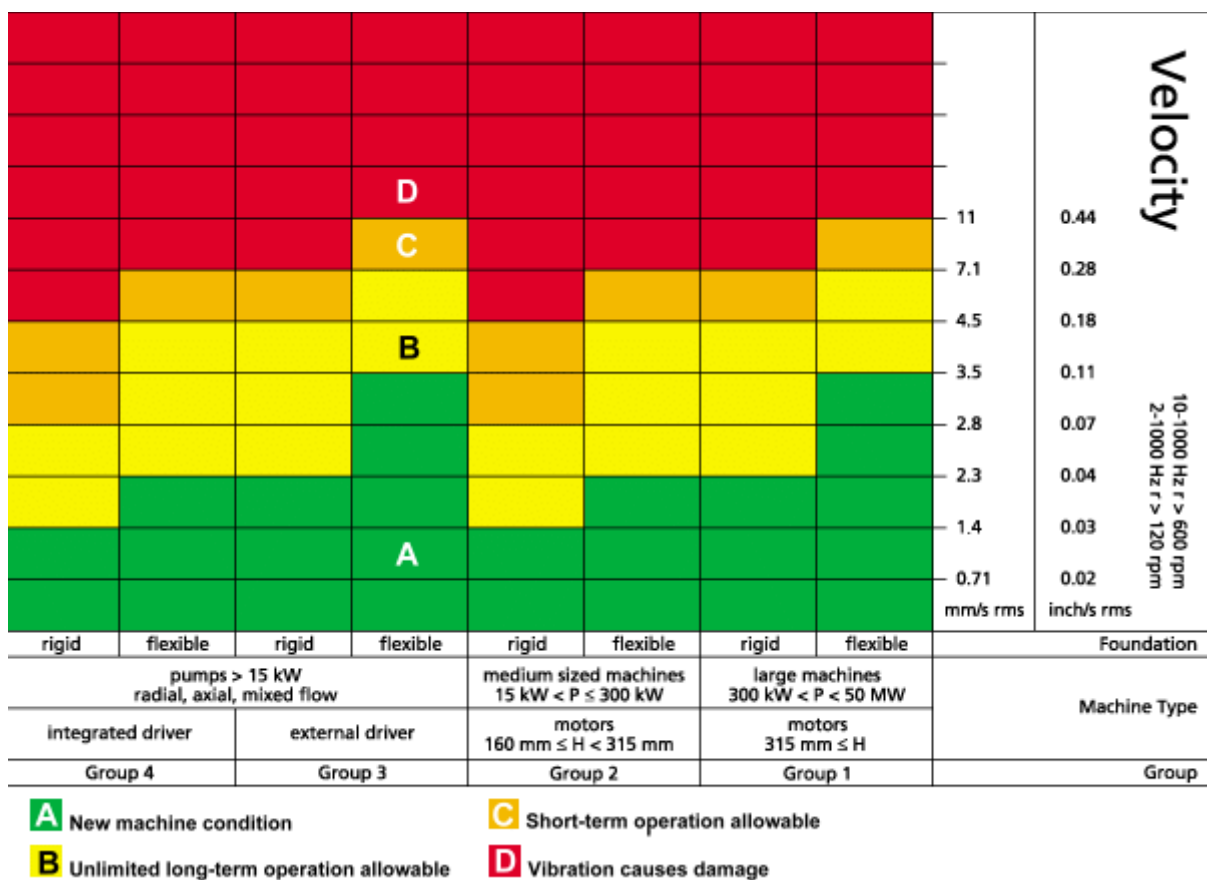 Velocity
D
11 0.44
C
7.1 0.28
4.5 0.18
B
3.5 0.11
2.8 0.07
10-1000 Hz r > 600 rpm
2-1000 Hz r > 120 rpm
2.3 0.04
1.4 0.03
A
0.71 0.02
mm/s rms inch/s rms
rigid flexible rigid flexible rigid flexible rigid flexible Foundation
pumps > 15 kW
radial, axial, mixed flow
medium sized machines
15 kW < P ≤ 300 kW
large machines
300 kW < P < 50 MW
Machine Type
integrated driver external driver
motors
160 mm ≤ H < 315 mm
motors
315 mm ≤ H
Group 4 Group 3 Group 2 Group 1 Group
A New machine condition
C Short-term operation allowable
B Unlimited long-term operation allowable
D Vibration causes damage